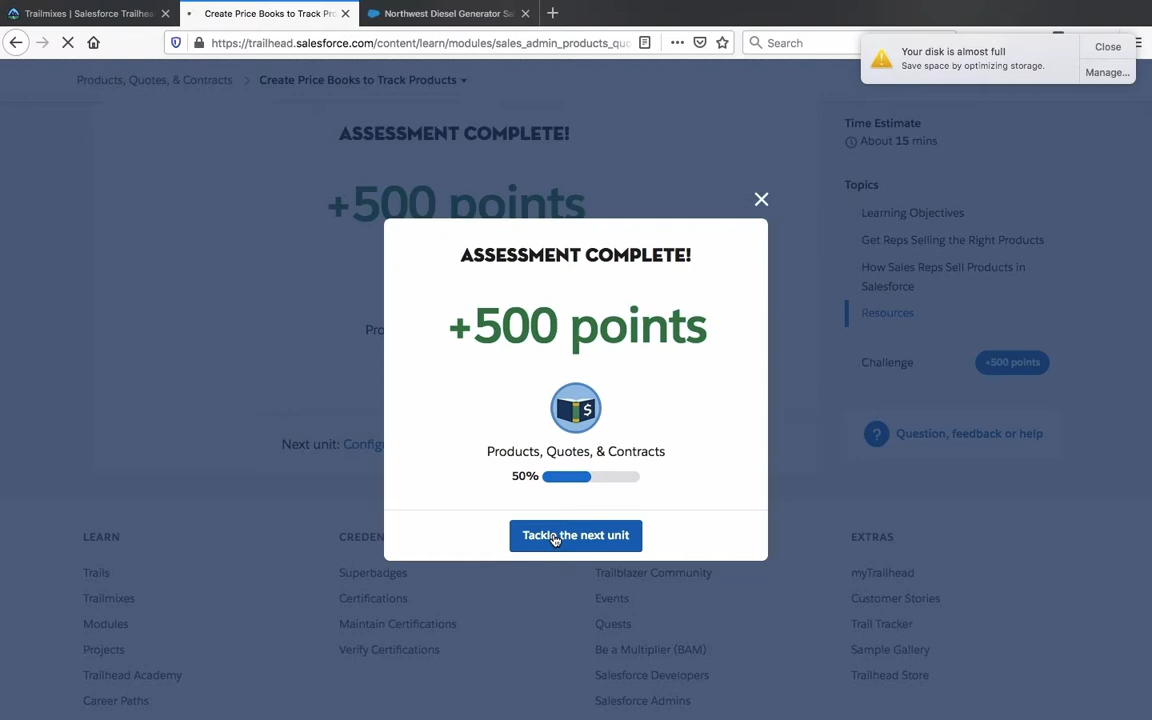 Trailmixes | Salesforce Trailhea
Create Price Books to Track Pro
Northwest Diesel Generator Sa
https://trailhead.salesforce.com/content/learn/modules/sales_admin_products_quo
Search
Your disk is almost full
Save space by optimizing storage.
Close
Manage...
Products, Quotes, & Contracts > Create Price Books to Track Products
ASSESSMENT COMPLETE!
+500 points
Pro
Next unit: Config
Time Estimate
About 15 mins
Topics
Learning Objectives
Get Reps Selling the Right Products
How Sales Reps Sell Products in
Salesforce
Resources
Challenge +500 points
? Question, feedback or help
ASSESSMENT COMPLETE!
+500 points
$
Products, Quotes, & Contracts
50%
Tackle the next unit
LEARN
Trails
Trailmixes
Modules
Projects
Trailhead Academy
Career Paths
CREDEN
Superbadges
Certifications
Maintain Certifications
Verify Certifications
Trailblazer Community
Events
Quests
Be a Multiplier (BAM)
Salesforce Developers
Salesforce Admins
EXTRAS
myTrailhead
Customer Stories
Trail Tracker
Sample Gallery
Trailhead Store